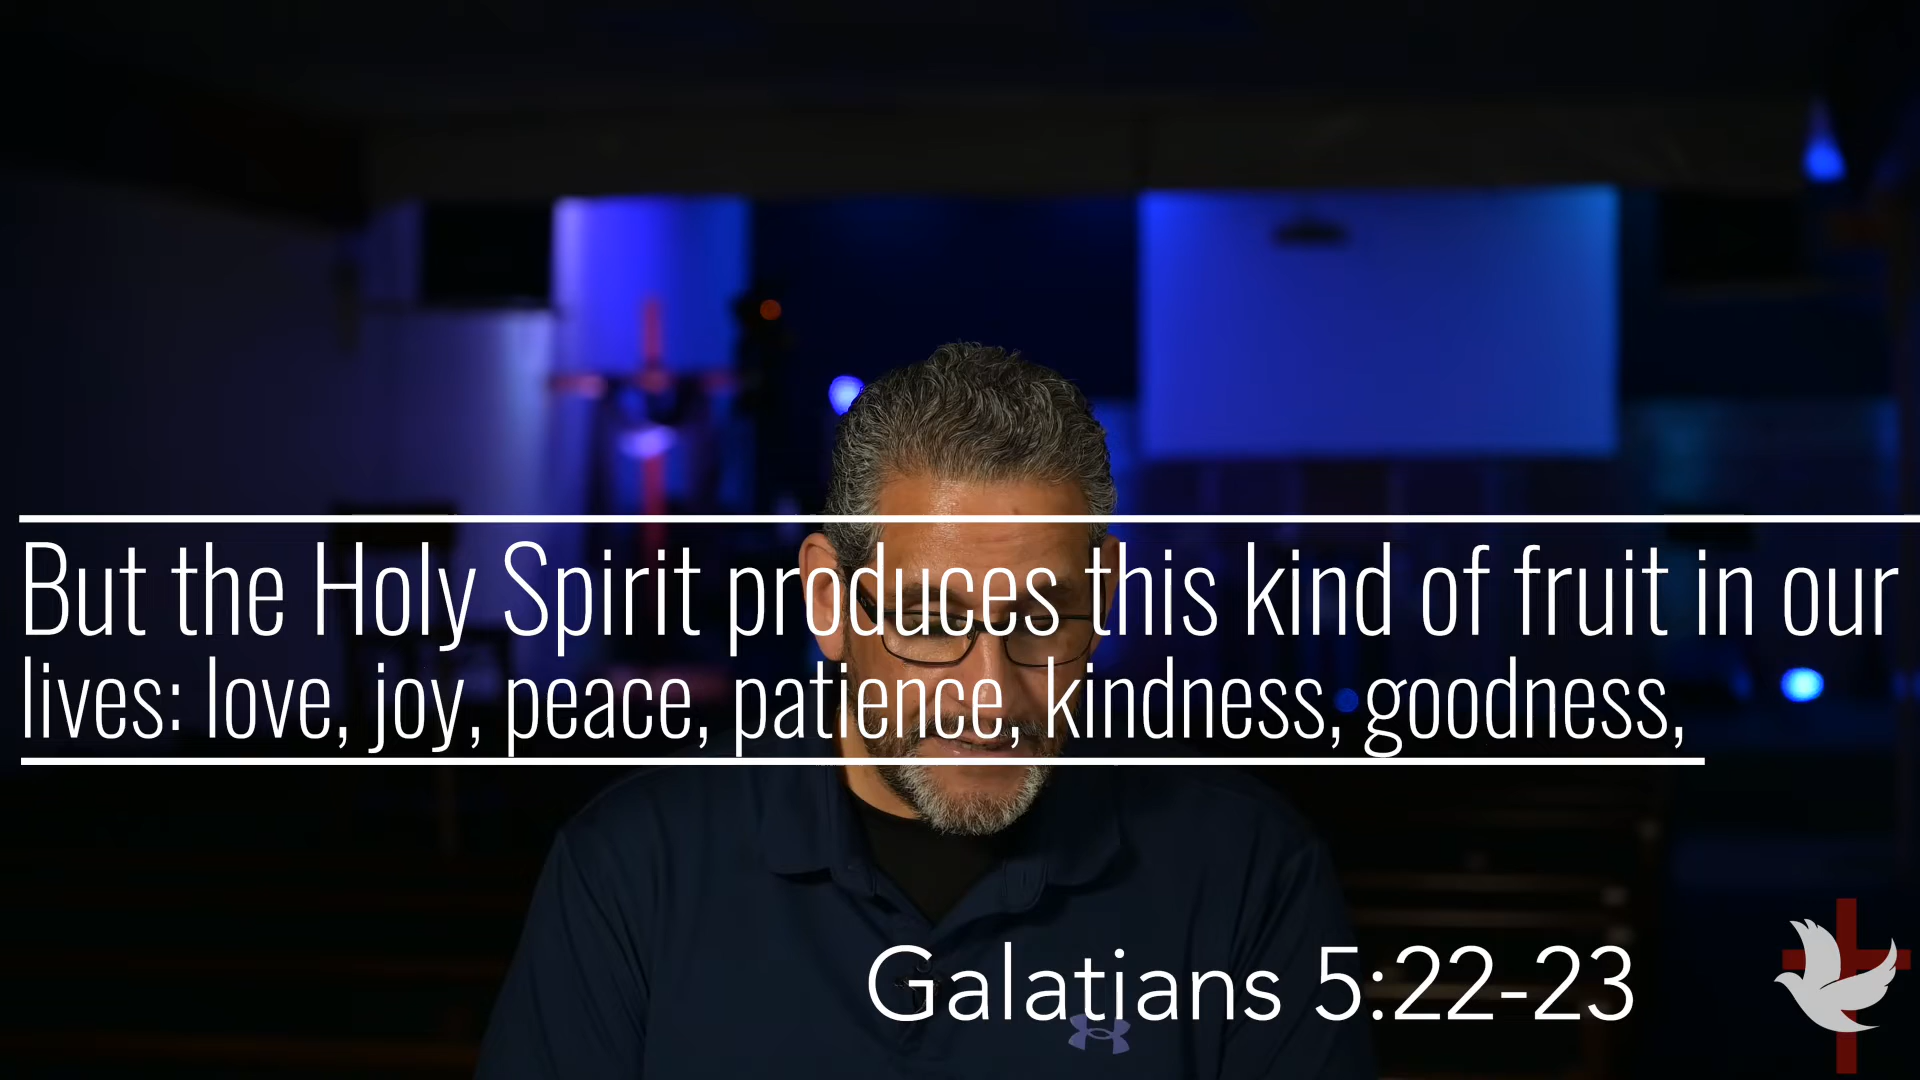 But the Holy Spirit produces this kind of fruit in our
lives: love, joy, peace, patience, kindness, goodness,
Galatians 5:22-23